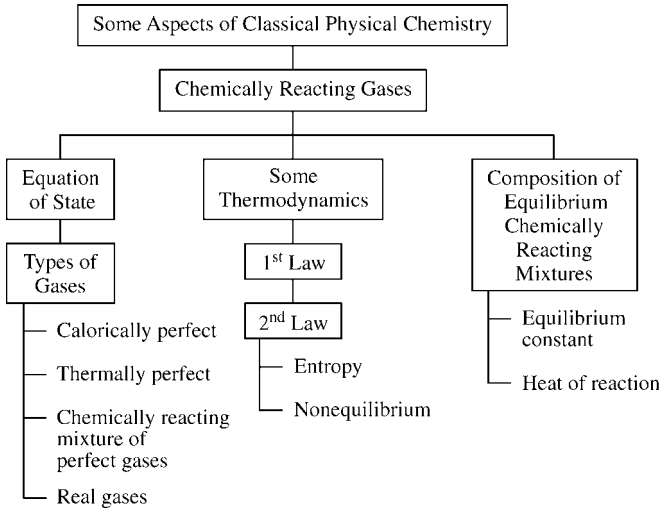 Some Aspects of Classical Physical Chemistry
Chemically Reacting Gases
Equation
of State
Types of
Gases
Calorically perfect
Thermally perfect
Chemically reacting
mixture of
perfect gases
Real gases
Some
Thermodynamics
1st Law
2nd Law
Entropy
Nonequilibrium
Composition of
Equilibrium
Chemically
Reacting
Mixtures
Equilibrium
constant
Heat of reaction